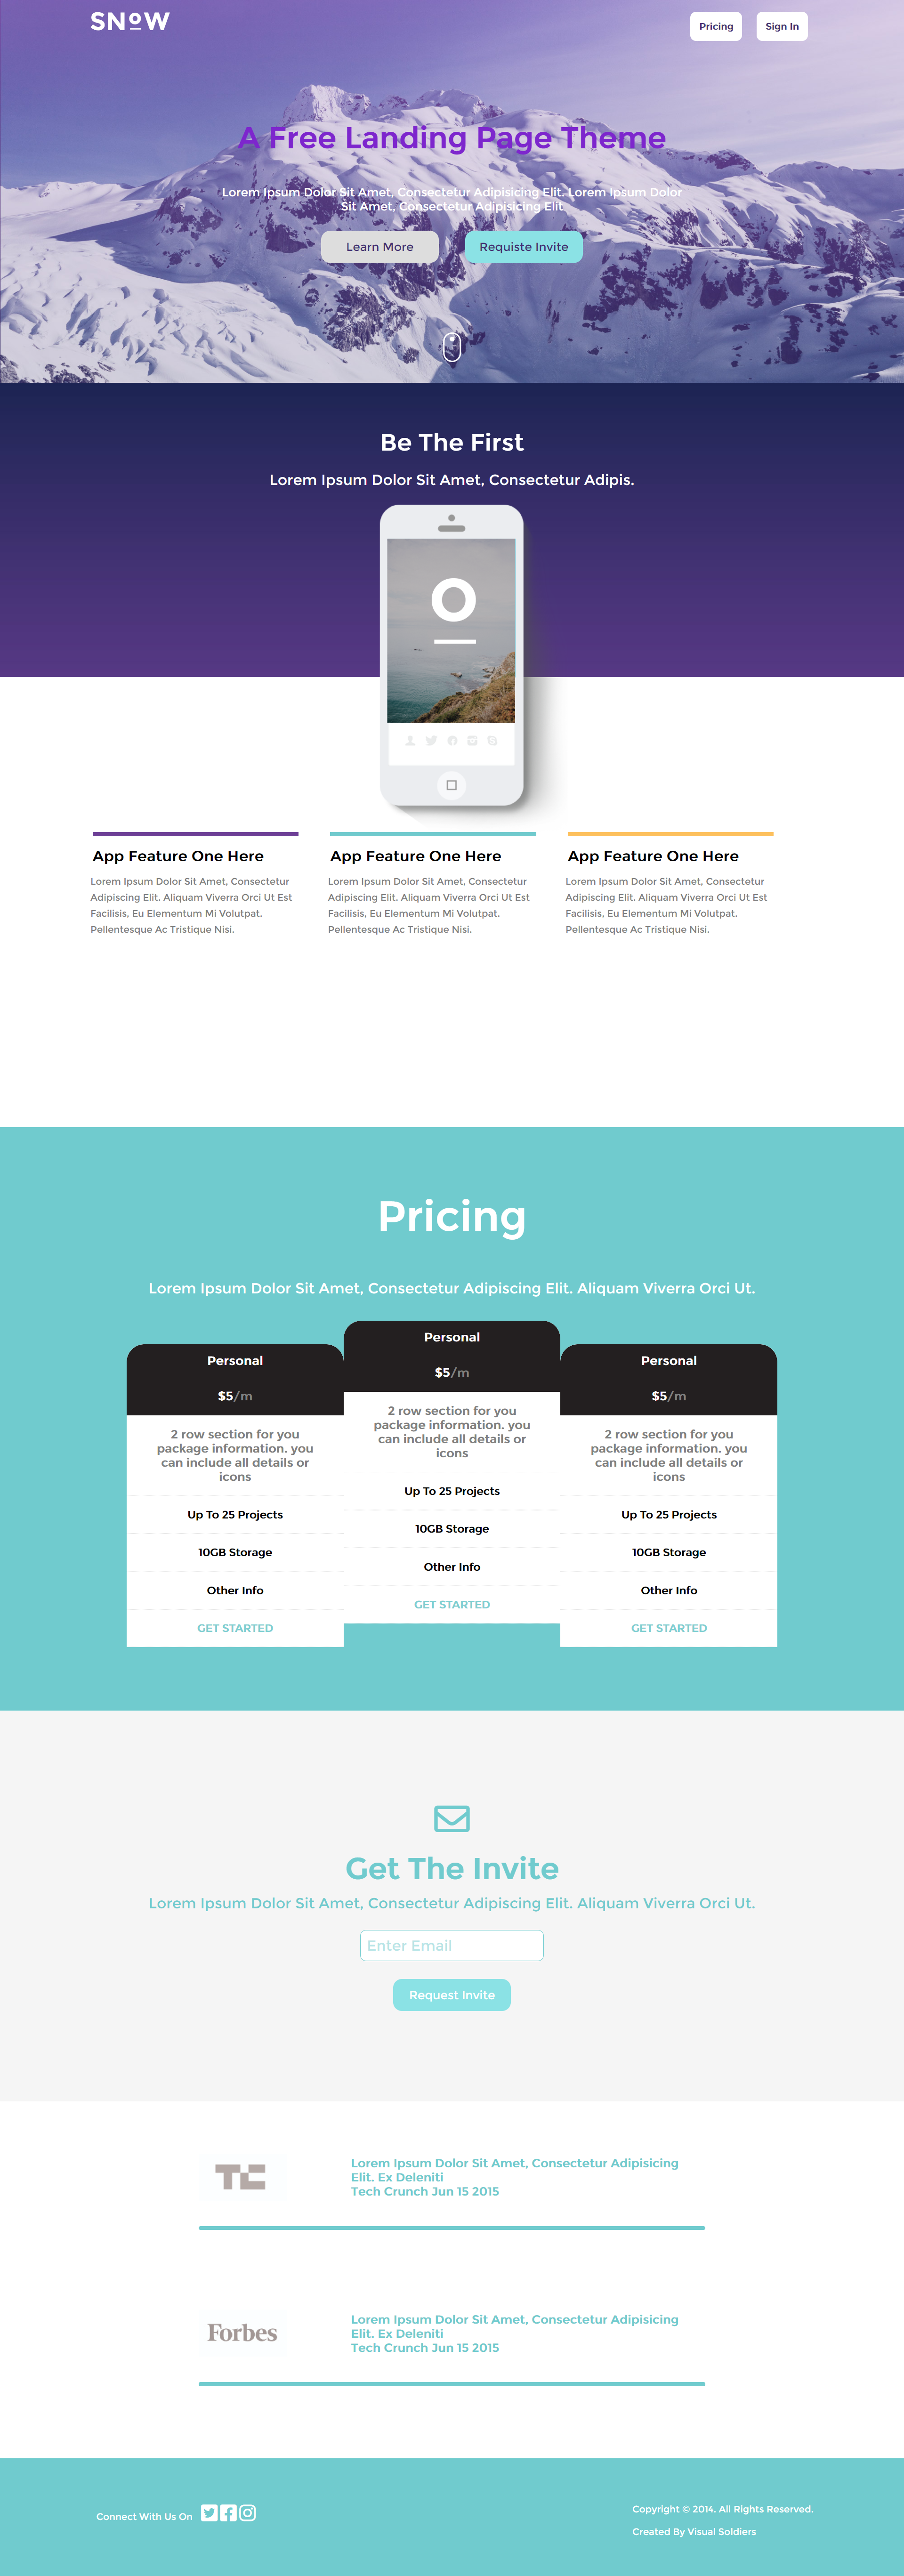 SNoW
Pricing
Sign In
A Free Landing Page Theme
Lorem Ipsum Dolor Sit Amet, Consectetur Adipisicing Elit. Lorem Ipsum Dolor
Sit Amet, Consectetur Adipisicing Elit.
Learn More
Requiste Invite
Be The First
Lorem Ipsum Dolor Sit Amet, Consectetur Adipis.
App Feature One Here
Lorem Ipsum Dolor Sit Amet, Consectetur
Adipiscing Elit. Aliquam Viverra Orci Ut Est
Facilisis, Eu Elementum Mi Volutpat.
Pellentesque Ac Tristique Nisi.
App Feature One Here
Lorem Ipsum Dolor Sit Amet, Consectetur
Adipiscing Elit. Aliquam Viverra Orci Ut Est
Facilisis, Eu Elementum Mi Volutpat.
Pellentesque Ac Tristique Nisi.
App Feature One Here
Lorem Ipsum Dolor Sit Amet, Consectetur
Adipiscing Elit. Aliquam Viverra Orci Ut Est
Facilisis, Eu Elementum Mi Volutpat.
Pellentesque Ac Tristique Nisi.
Pricing
Lorem Ipsum Dolor Sit Amet, Consectetur Adipiscing Elit. Aliquam Viverra Orci Ut.
Personal
$5/m
2 row section for you
package information. you
can include all details or
icons
Up To 25 Projects
10GB Storage
Other Info
GET STARTED
Personal
$5/m
2 row section for you
package information. you
can include all details or
icons
Up To 25 Projects
10GB Storage
Other Info
GET STARTED
Personal
$5/m
2 row section for you
package information. you
can include all details or
icons
Up To 25 Projects
10GB Storage
Other Info
GET STARTED
Get The Invite
Lorem Ipsum Dolor Sit Amet, Consectetur Adipiscing Elit. Aliquam Viverra Orci Ut.
Enter Email
Request Invite
TC
Lorem Ipsum Dolor Sit Amet, Consectetur Adipisicing
Elit. Ex Deleniti
Tech Crunch Jun 15 2015
Forbes
Lorem Ipsum Dolor Sit Amet, Consectetur Adipisicing
Elit. Ex Deleniti
Tech Crunch Jun 15 2015
Connect With Us On
Copyright © 2014. All Rights Reserved.
Created By Visual Soldiers